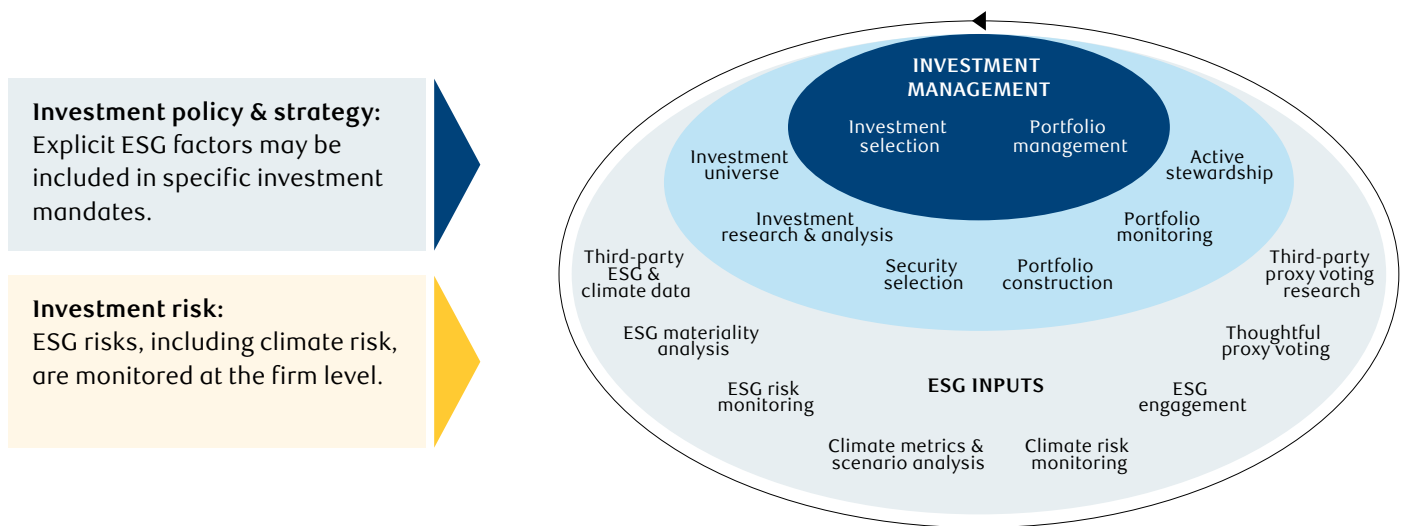 Investment policy & strategy:
Explicit ESG factors may be
included in specific investment
mandates.
Investment risk:
ESG risks, including climate risk,
are monitored at the firm level.
INVESTMENT
MANAGEMENT
Investment
selection
Portfolio
management
Investment
universe
Active
stewardship
Investment
research & analysis
Portfolio
monitoring
Security
selection
Portfolio
construction
Third-party
ESG &
climate data
Third-party
proxy voting
research
ESG materiality
analysis
Thoughtful
proxy voting
ESG risk
monitoring
ESG INPUTS
ESG
engagement
Climate metrics &
scenario analysis
Climate risk
monitoring